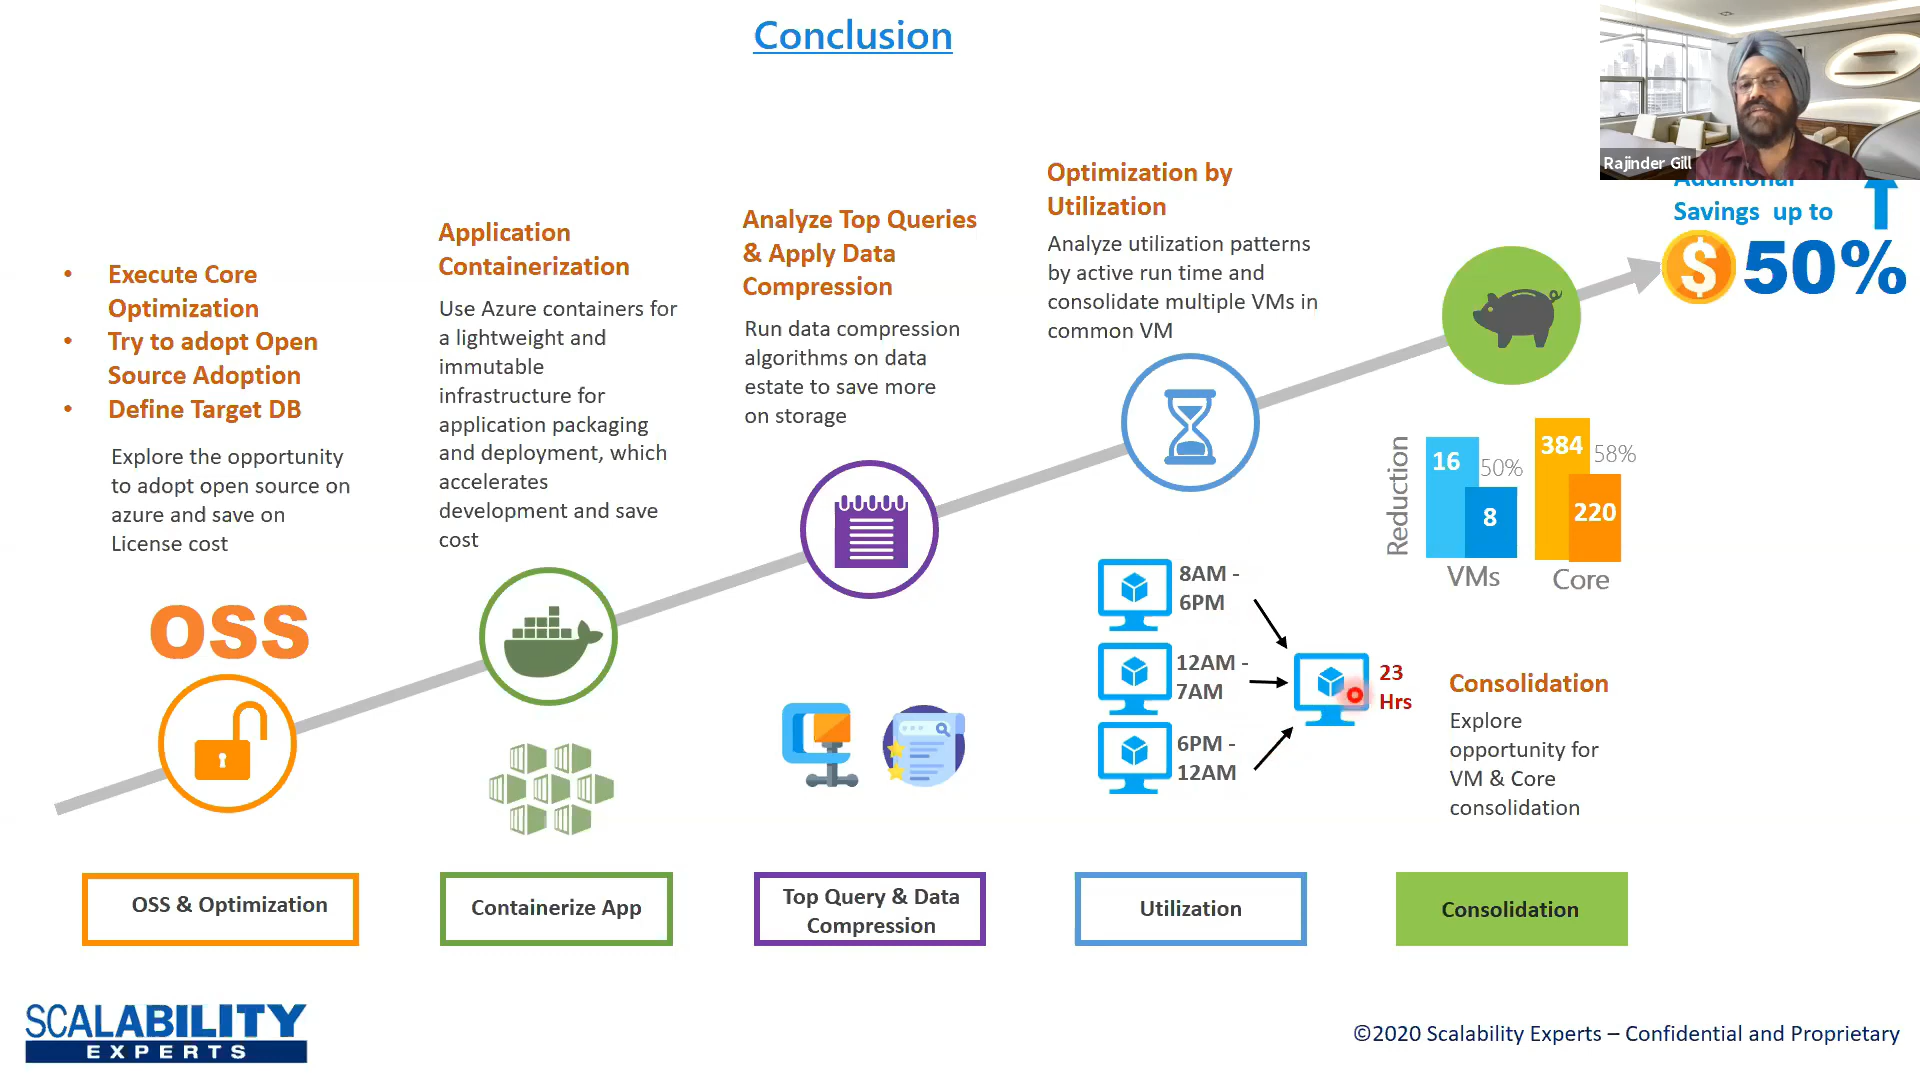 Conclusion
Rajinder Gill
Additional
Savings up to
$50%
• Execute Core
Optimization
• Try to adopt Open
Source Adoption
• Define Target DB
Explore the opportunity
to adopt open source on
azure and save on
License cost
OSS
Application
Containerization
Use Azure containers for
a lightweight and
immutable
infrastructure for
application packaging
and deployment, which
accelerates
development and save
cost
Analyze Top Queries
& Apply Data
Compression
Run data compression
algorithms on data
estate to save more
on storage
Optimization by
Utilization
Analyze utilization patterns
by active run time and
consolidate multiple VMs in
common VM
8AM -
6PM
12AM -
7AM
6PM -
12AM
23
Hrs
Reduction
16
50%
8
VMs
384
58%
220
Core
Consolidation
Explore
opportunity for
VM & Core
consolidation
OSS & Optimization
Containerize App
Top Query & Data
Compression
Utilization
Consolidation
SCALABILITY
EXPERTS
©2020 Scalability Experts – Confidential and Proprietary